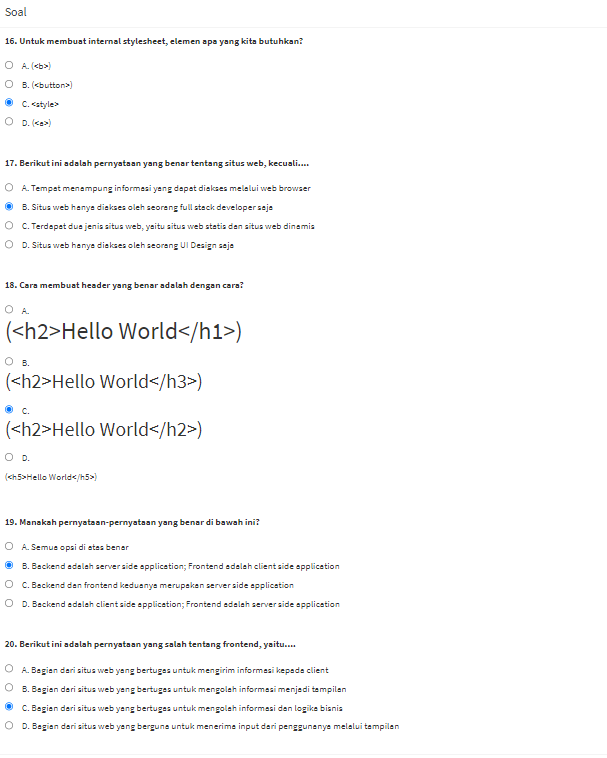 Soal
16. Untuk membuat internal stylesheet, elemen apa yang kita butuhkan?
A. (<b>)
B. (<button>)
C. <style>
D. (<a>)
17. Berikut ini adalah pernyataan yang benar tentang situs web, kecuali....
A. Tempat menampung informasi yang dapat diakses melalui web browser
B. Situs web hanya diakses oleh seorang full stack developer saja
C. Terdapat dua jenis situs web, yaitu situs web statis dan situs web dinamis
D. Situs web hanya diakses oleh seorang UI Design saja
18. Cara membuat header yang benar adalah dengan cara?
A.
(<h2>Hello World</h1>)
B.
(<h2>Hello World</h3>)
C.
(<h2>Hello World</h2>)
D.
(<h5>Hello World</h5>)
19. Manakah pernyataan-pernyataan yang benar di bawah ini?
A. Semua opsi di atas benar
B. Backend adalah server side application; Frontend adalah client side application
C. Backend dan frontend keduanya merupakan server side application
D. Backend adalah client side application; Frontend adalah server side application
20. Berikut ini adalah pernyataan yang salah tentang frontend, yaitu....
A. Bagian dari situs web yang bertugas untuk mengirim informasi kepada client
B. Bagian dari situs web yang bertugas untuk mengolah informasi menjadi tampilan
C. Bagian dari situs web yang bertugas untuk mengolah informasi dan logika bisnis
D. Bagian dari situs web yang berguna untuk menerima input dari penggunanya melalui tampilan